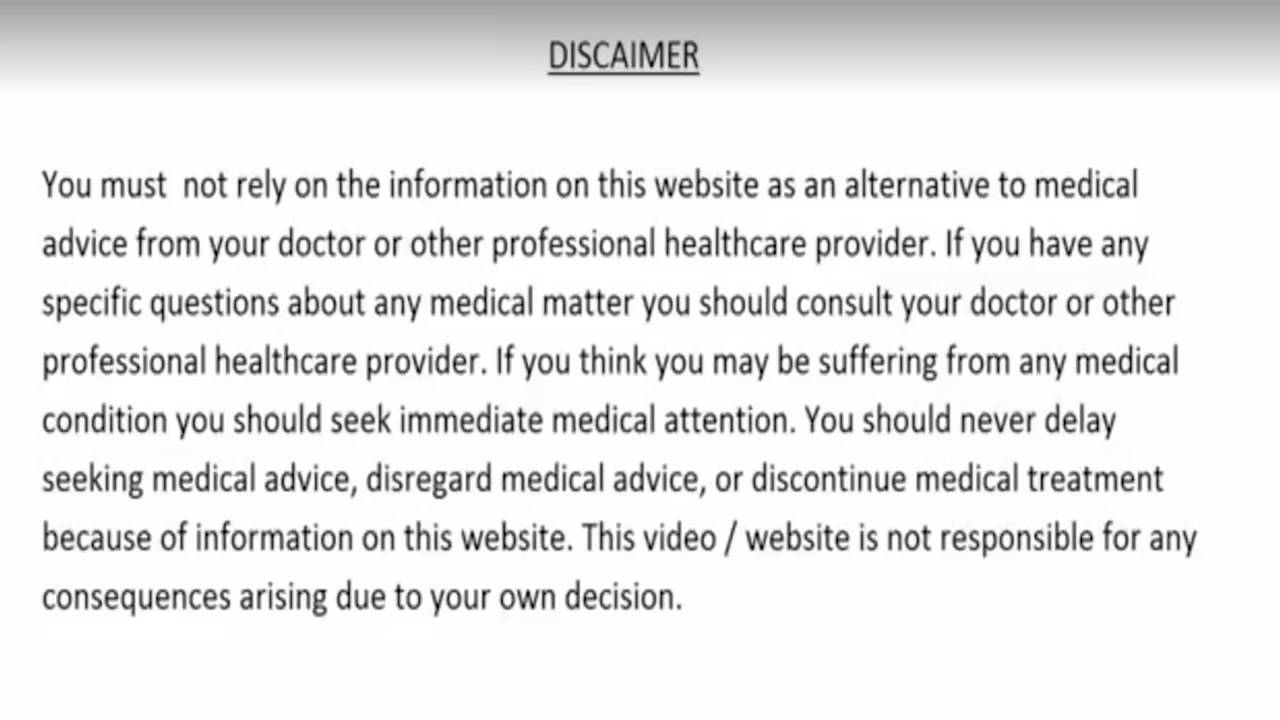 DISCAIMER
You must  not rely on the information on this website as an alternative to medical
advice from your doctor or other professional healthcare provider. If you have any
specific questions about any medical matter you should consult your doctor or other
professional healthcare provider. If you think you may be suffering from any medical
condition you should seek immediate medical attention. You should never delay
seeking medical advice, disregard medical advice, or discontinue medical treatment
because of information on this website. This video / website is not responsible for any
consequences arising due to your own decision.